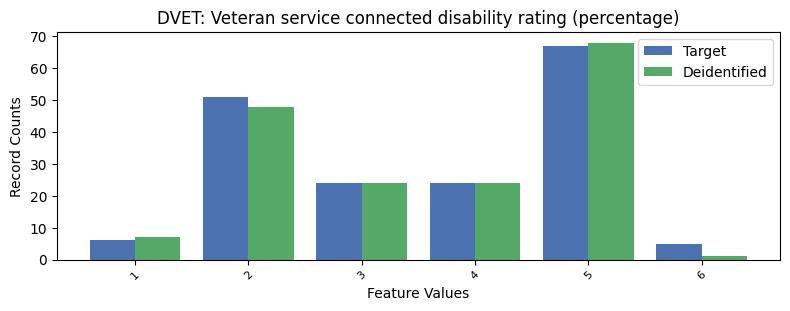 DVET: Veteran service connected disability rating (percentage)
70
60
50
40
30
20
10
0
Record Counts
Target
Deidentified
1 2 3 4 5 6
Feature Values